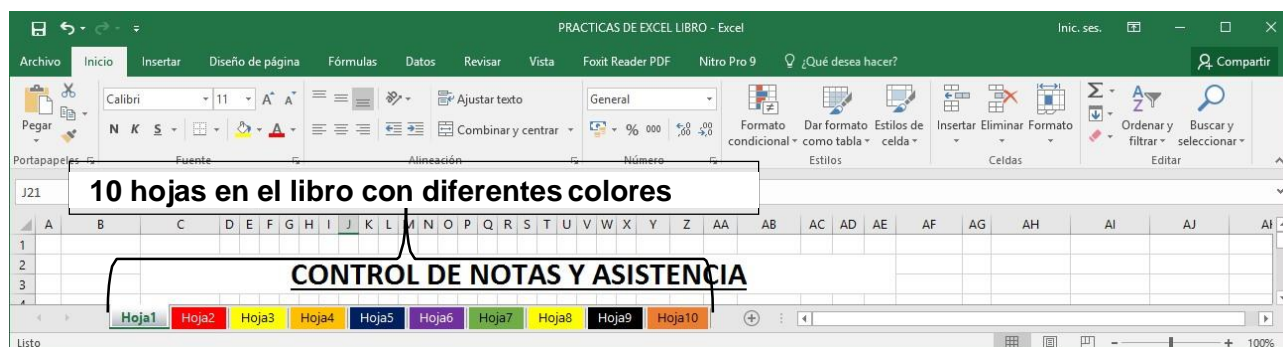 PRACTICAS DE EXCEL LIBRO - Excel
Inic. ses.
Archivo Inicio Insertar Diseño de página Fórmulas Datos Revisar Vista Foxit Reader PDF Nitro Pro 9 ¿Qué desea hacer? Compartir
Calibri 11 A A Ajustar texto General
Pegar N K S A Combinar y centrar % 000 Formato condicional Dar formato como tabla Estilos de celda Insertar Eliminar Formato Ordenar y filtrar Buscar y seleccionar
Portapapeles Fuente Alineación Número Estilos Celdas Editar
J21
10 hojas en el libro con diferentes colores
A B C D E F G H I J K L M N O P Q R S T U V W X Y Z AA AB AC AD AE AF AG AH AI AJ
1
2
3
CONTROL DE NOTAS Y ASISTENCIA
Hoja1 Hoja2 Hoja3 Hoja4 Hoja5 Hoja6 Hoja7 Hoja8 Hoja9 Hoja10
Listo 100%